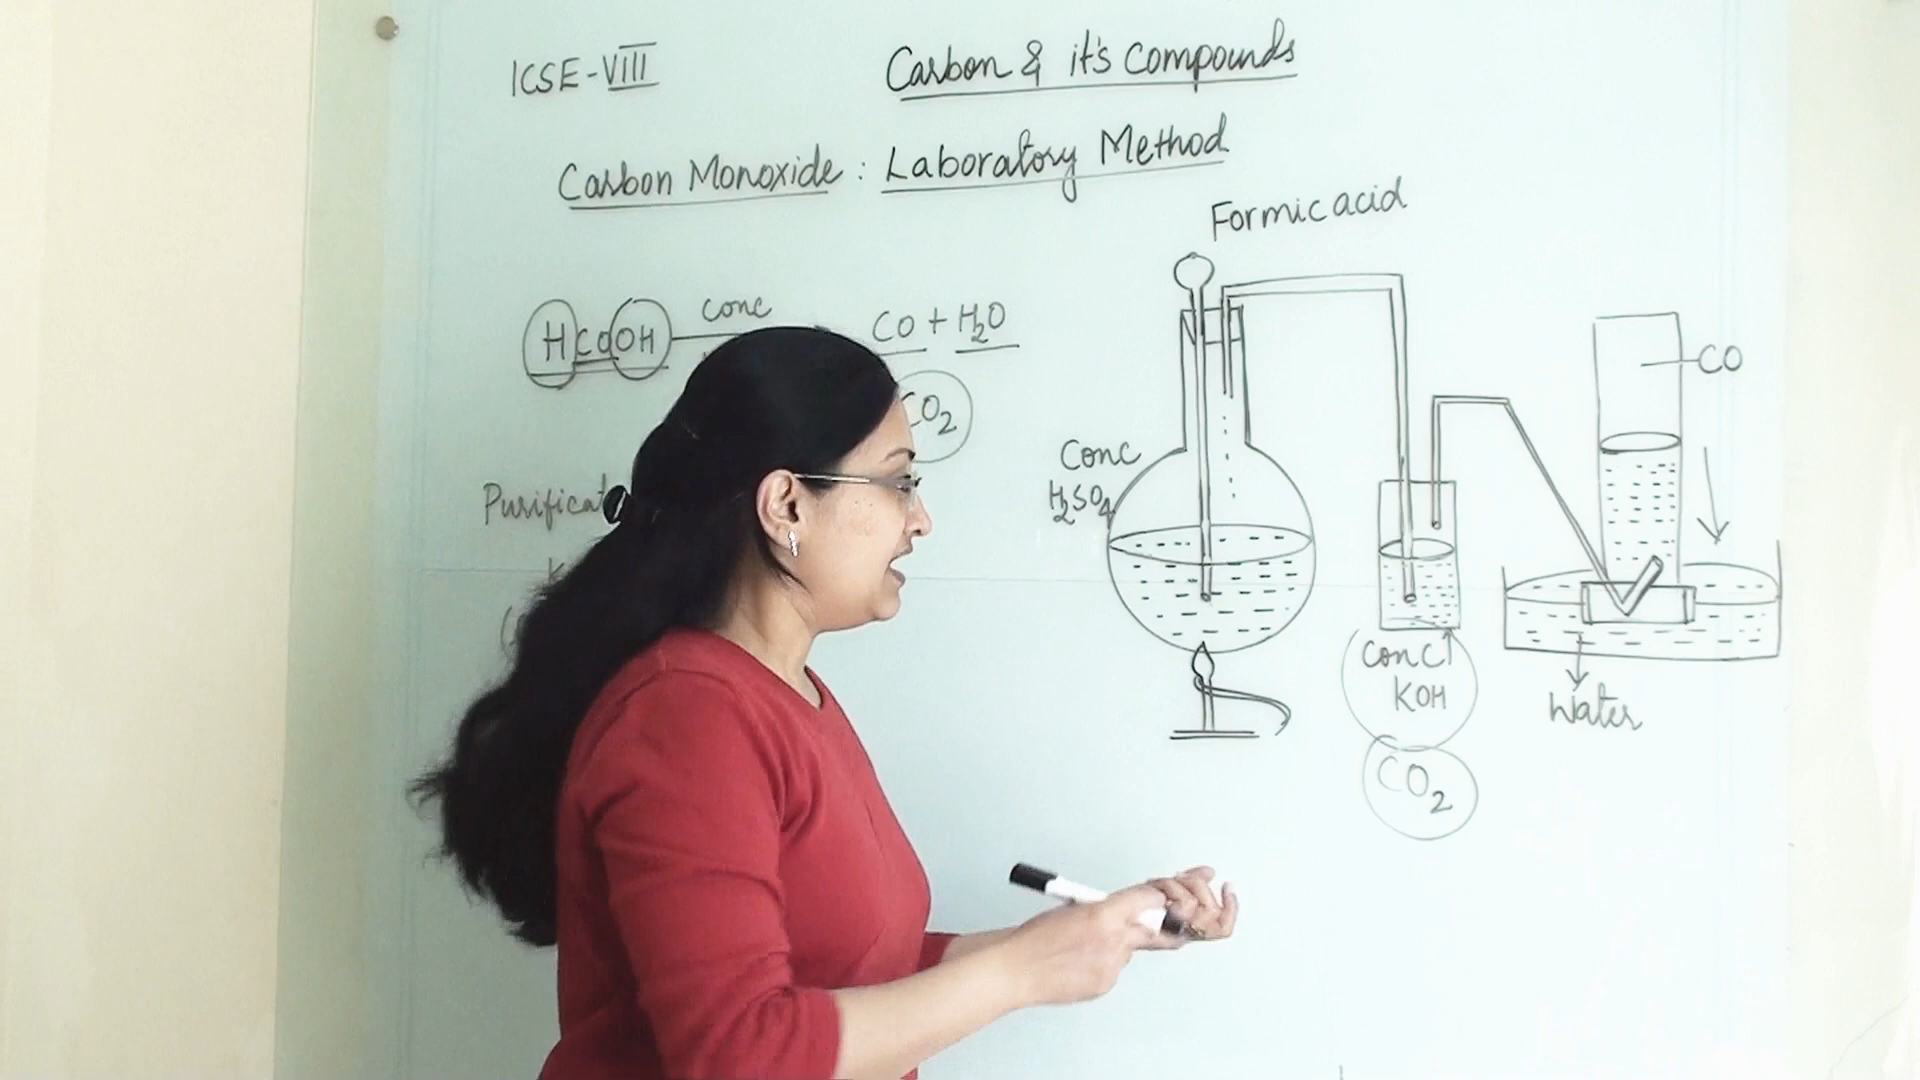 ICSE-VIII
Carbon & it's Compounds
Carbon Monoxide : Laboratory Method
Formic acid
conc
HCOOH
CO + H2O
CO2
CO
Conc
H2SO4
Conc
KOH
Water
CO2